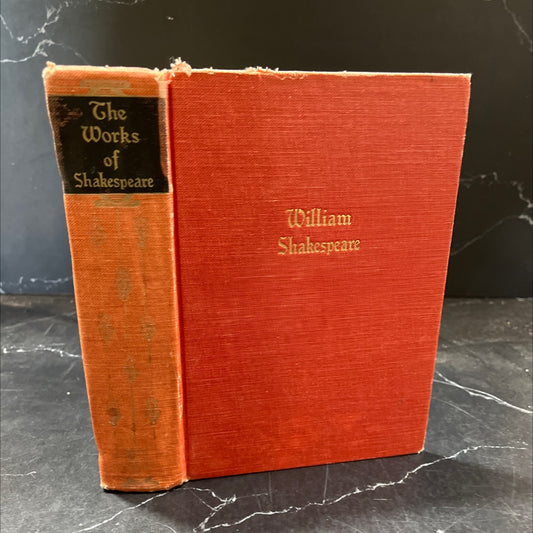 The
Works
of
Shakespeare
William
Shakespeare